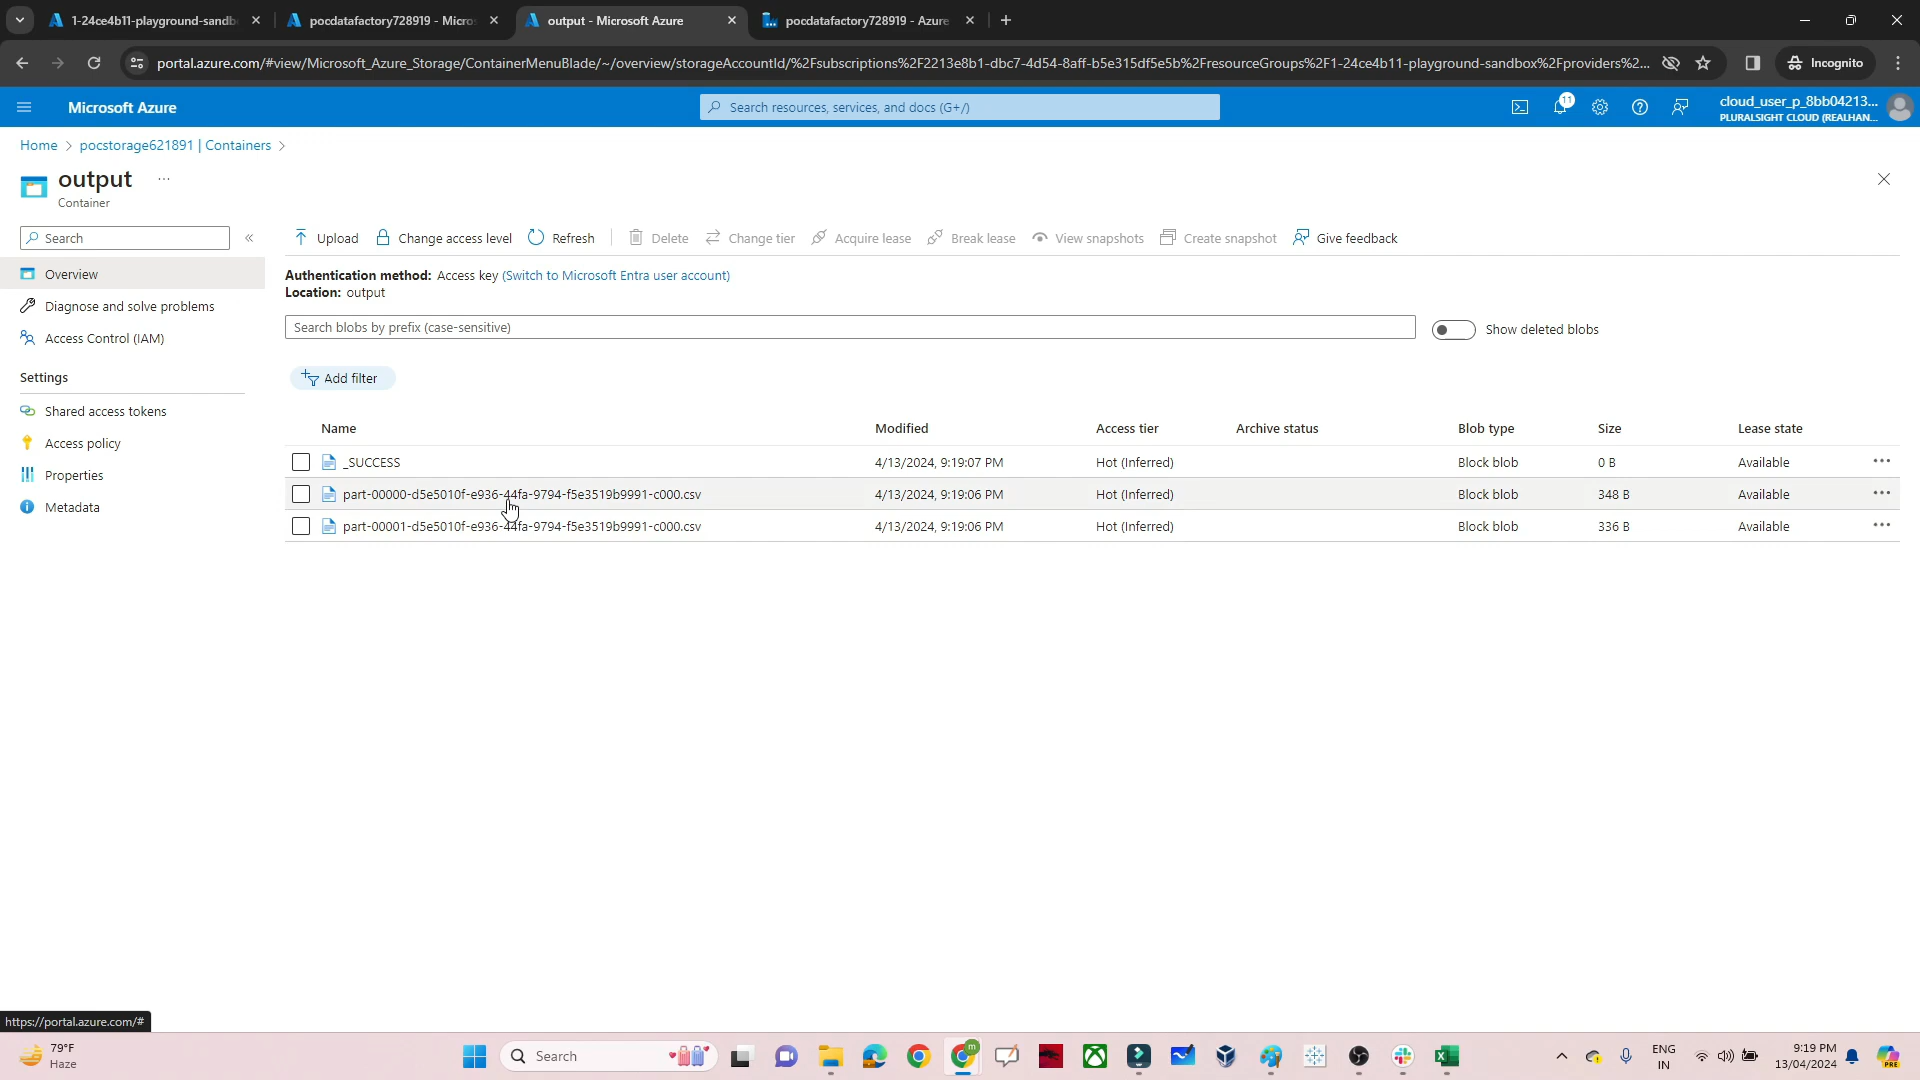 1-24ce4b11-playground-sandb
pocdatafactory728919 - Micro
output - Microsoft Azure
pocdatafactory728919 - Azure
portal.azure.com/#view/Microsoft_Azure_Storage/ContainerMenuBlade/~/overview/storageAccountId/%2Fsubscriptions%2F2213e8b1-dbc7-4d54-8aff-b5e315df5e5b%2FresourceGroups%2F1-24ce4b11-playground-sandbox%2Fproviders%2...
Incognito
Microsoft Azure
Search resources, services, and docs (G+/)
11
cloud_user_p_8bb04213...
PLURALSIGHT CLOUD (REALHAN...
Home > pocstorage621891 | Containers >
output ...
Container
Search «
Upload Change access level Refresh Delete Change tier Acquire lease Break lease View snapshots Create snapshot Give feedback
Overview
Diagnose and solve problems
Access Control (IAM)
Settings
Shared access tokens
Access policy
Properties
Metadata
Authentication method: Access key (Switch to Microsoft Entra user account)
Location: output
Search blobs by prefix (case-sensitive)
Show deleted blobs
Add filter
Name Modified Access tier Archive status Blob type Size Lease state
_SUCCESS 4/13/2024, 9:19:07 PM Hot (Inferred) Block blob 0 B Available ...
part-00000-d5e5010f-e936-44fa-9794-f5e3519b9991-c000.csv 4/13/2024, 9:19:06 PM Hot (Inferred) Block blob 348 B Available ...
part-00001-d5e5010f-e936-44fa-9794-f5e3519b9991-c000.csv 4/13/2024, 9:19:06 PM Hot (Inferred) Block blob 336 B Available ...
https://portal.azure.com/#
79°F
Haze
Search
m
ENG
IN
9:19 PM
13/04/2024
PRE